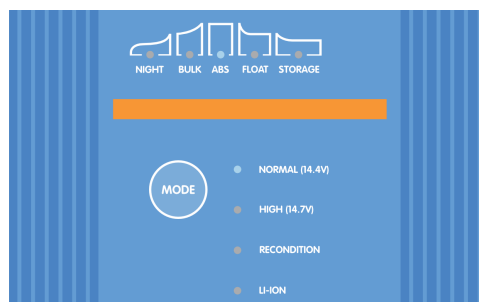 NIGHT BULK ABS FLOAT STORAGE
MODE
NORMAL (14.4V)
HIGH (14.7V)
RECONDITION
LI-ION